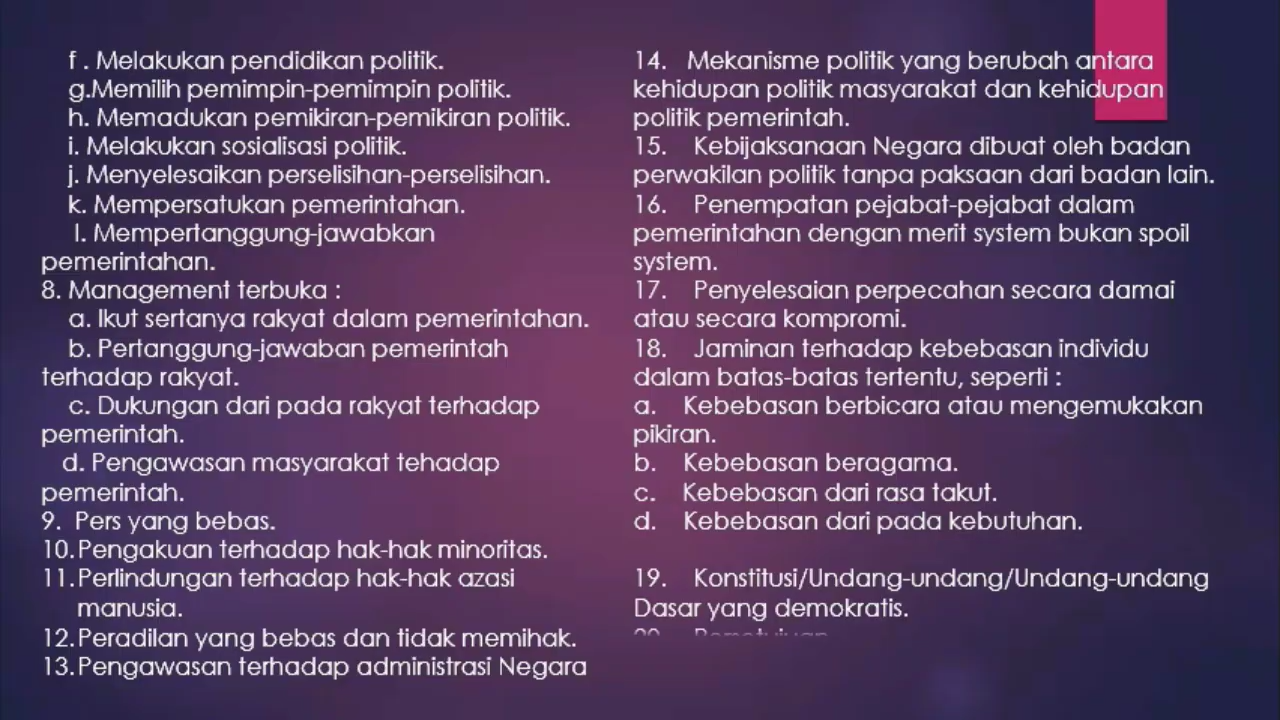 f . Melakukan pendidikan politik.
g.Memilih pemimpin-pemimpin politik.
h. Memadukan pemikiran-pemikiran politik.
i. Melakukan sosialisasi politik.
j. Menyelesaikan perselisihan-perselisihan.
k. Mempersatukan pemerintahan.
l. Mempertanggung-jawabkan
pemerintahan.
8. Management terbuka :
a. Ikut sertanya rakyat dalam pemerintahan.
b. Pertanggung-jawaban pemerintah
terhadap rakyat.
c. Dukungan dari pada rakyat terhadap
pemerintah.
d. Pengawasan masyarakat tehadap
pemerintah.
9. Pers yang bebas.
10. Pengakuan terhadap hak-hak minoritas.
11. Perlindungan terhadap hak-hak azasi
manusia.
12. Peradilan yang bebas dan tidak memihak.
13. Pengawasan terhadap administrasi Negara
14. Mekanisme politik yang berubah antara
kehidupan politik masyarakat dan kehidupan
politik pemerintah.
15. Kebijaksanaan Negara dibuat oleh badan
perwakilan politik tanpa paksaan dari badan lain.
16. Penempatan pejabat-pejabat dalam
pemerintahan dengan merit system bukan spoil
system.
17. Penyelesaian perpecahan secara damai
atau secara kompromi.
18. Jaminan terhadap kebebasan individu
dalam batas-batas tertentu, seperti :
a. Kebebasan berbicara atau mengemukakan
pikiran.
b. Kebebasan beragama.
c. Kebebasan dari rasa takut.
d. Kebebasan dari pada kebutuhan.
19. Konstitusi/Undang-undang/Undang-undang
Dasar yang demokratis.